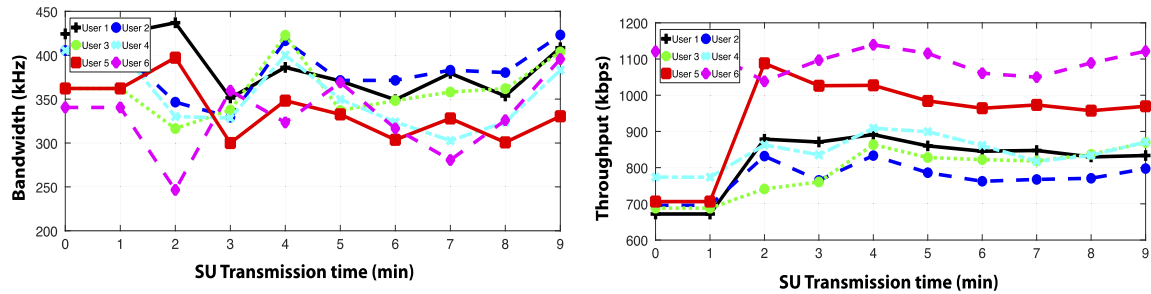 450
400
350
300
250
200
Bandwidth (kHz)
User 1 User 2
User 3 User 4
User 5 User 6
0 1 2 3 4 5 6 7 8 9
SU Transmission time (min)
1200
1100
1000
900
800
700
600
Throughput (kbps)
User 1 User 2
User 3 User 4
User 5 User 6
0 1 2 3 4 5 6 7 8 9
SU Transmission time (min)